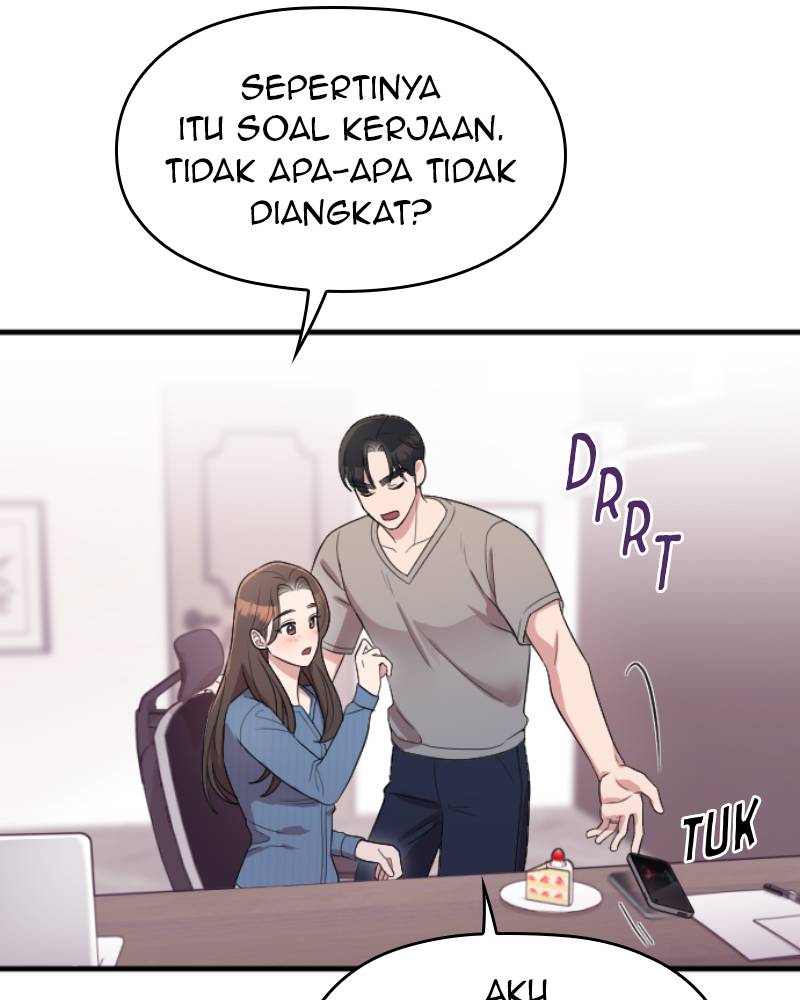 SEPERTINYA
ITU SOAL KERJAAN.
TIDAK APA-APA TIDAK
DIANGKAT?
DRRT
TUK
AKU